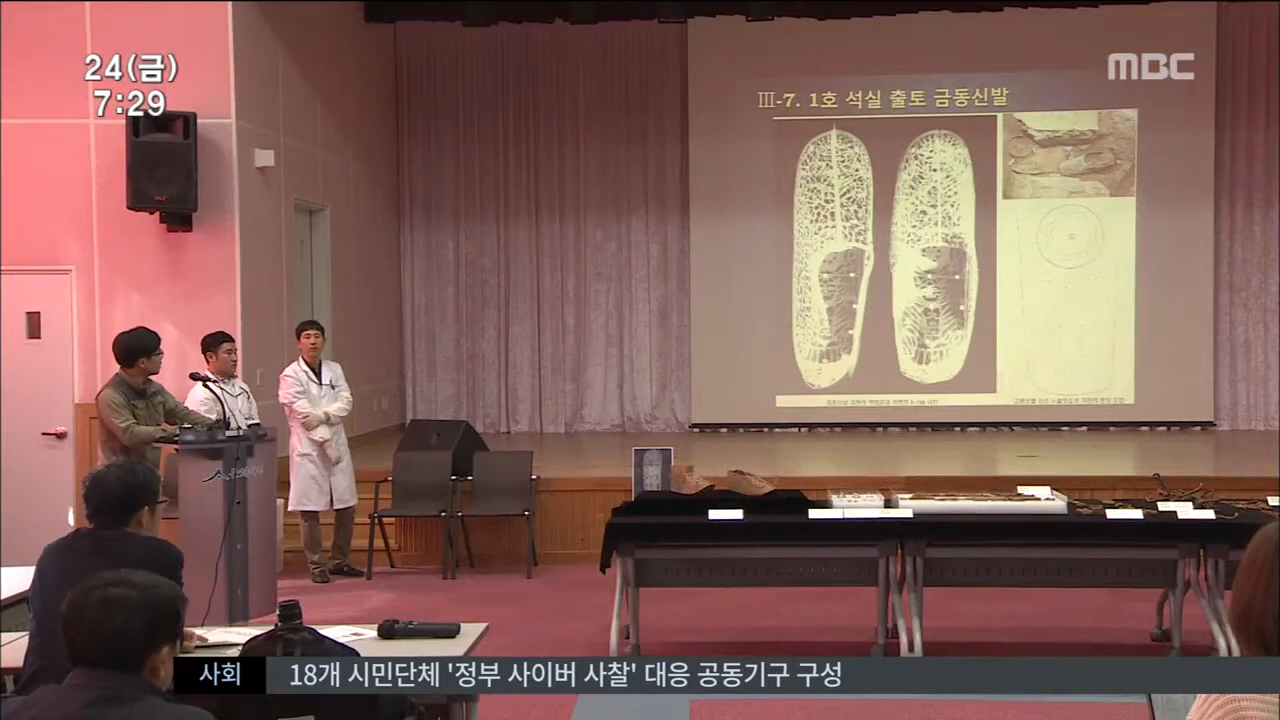 24(금)
7:29
MBC
Ⅲ-7. 1호 석실 출토 금동신발
사회
18개 시민단체 '정부 사이버 사찰' 대응 공동기구 구성